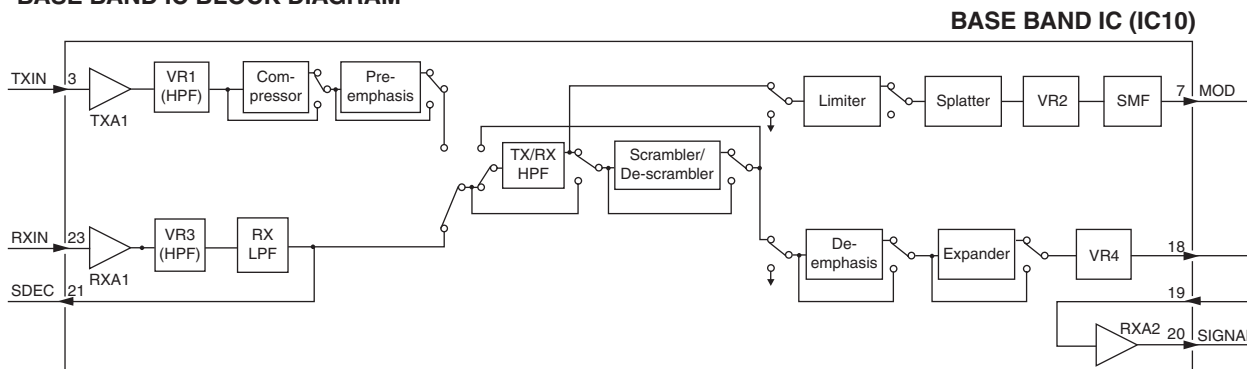 BASE BAND IC BLOCK DIAGRAM
BASE BAND IC (IC10)
TXIN
3
TXA1
VR1
(HPF)
Com-
pressor
Pre-
emphasis
Limiter
Splatter
VR2
SMF
7
MOD
TX/RX
HPF
Scrambler/
De-scrambler
RXIN
23
RXA1
VR3
(HPF)
RX
LPF
De-
emphasis
Expander
VR4
18
SDEC
21
19
RXA2
20
SIGNAL